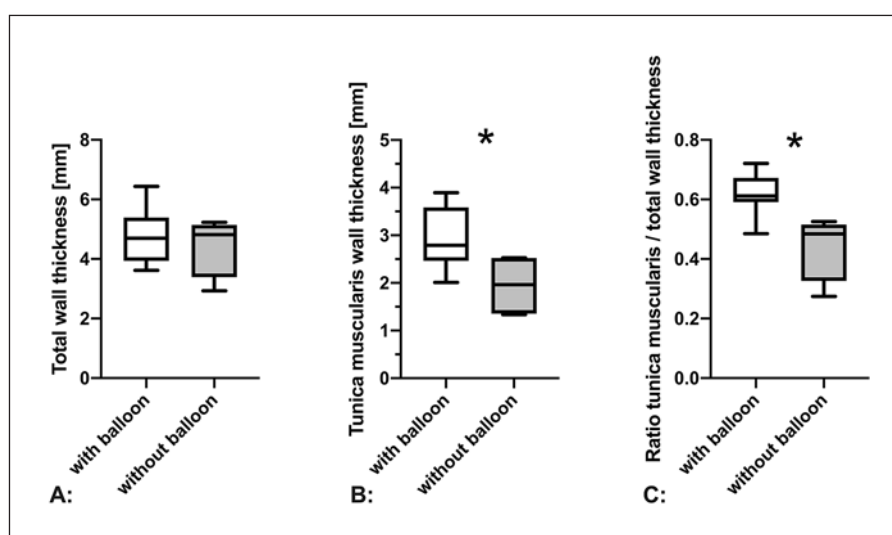 Total wall thickness [mm]
8
6
4
2
0
with balloon
without balloon
A:
Tunica muscularis wall thickness [mm]
5
4
3
2
1
0
*
with balloon
without balloon
B:
Ratio tunica muscularis / total wall thickness
0.8
0.6
0.4
0.2
0.0
*
with balloon
without balloon
C: